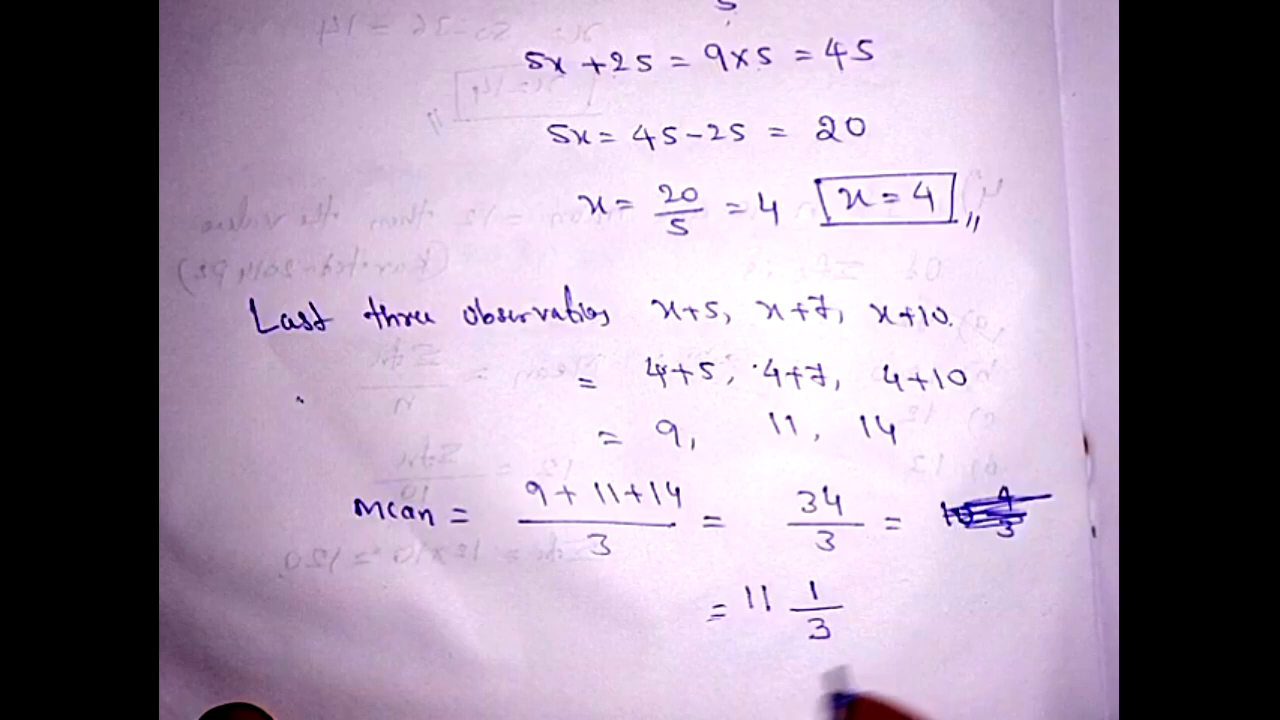 5
5x + 25 = 9x5 = 45
5x = 45 - 25 = 20
x = 20/5 = 4 x = 4
Last three observations x+5, x+7, x+10.
= 4+5, 4+7, 4+10
= 9, 11, 14
mean = 9+11+14/3 = 34/3 =
= 11 1/3